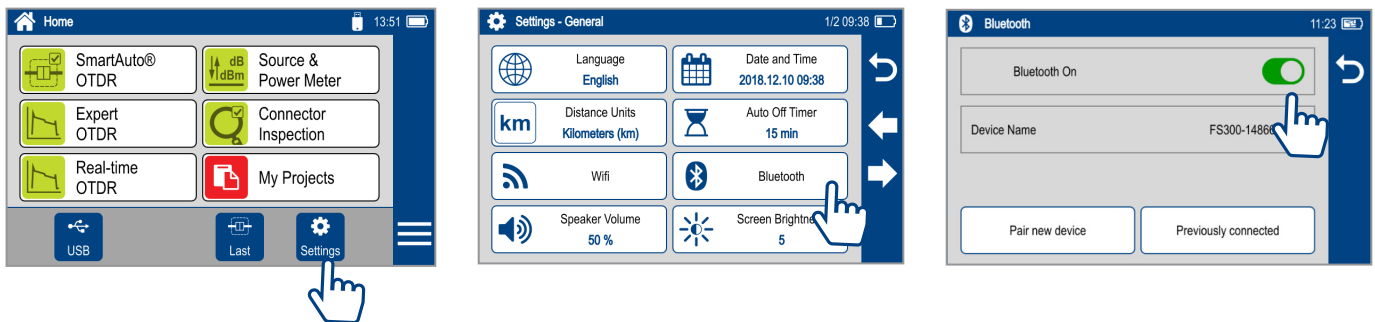 Home
13:51
SmartAuto®
OTDR
dB
dBm
Source &
Power Meter
Expert
OTDR
Connector
Inspection
Real-time
OTDR
My Projects
USB
Last
Settings
Settings - General
1/2 09:38
Language
English
Date and Time
2018.12.10 09:38
km
Distance Units
Kilometers (km)
Auto Off Timer
15 min
Wifi
Bluetooth
Speaker Volume
50 %
Screen
5
Bluetooth
11:23
Bluetooth On
Device Name
Pair new device
Previously connected